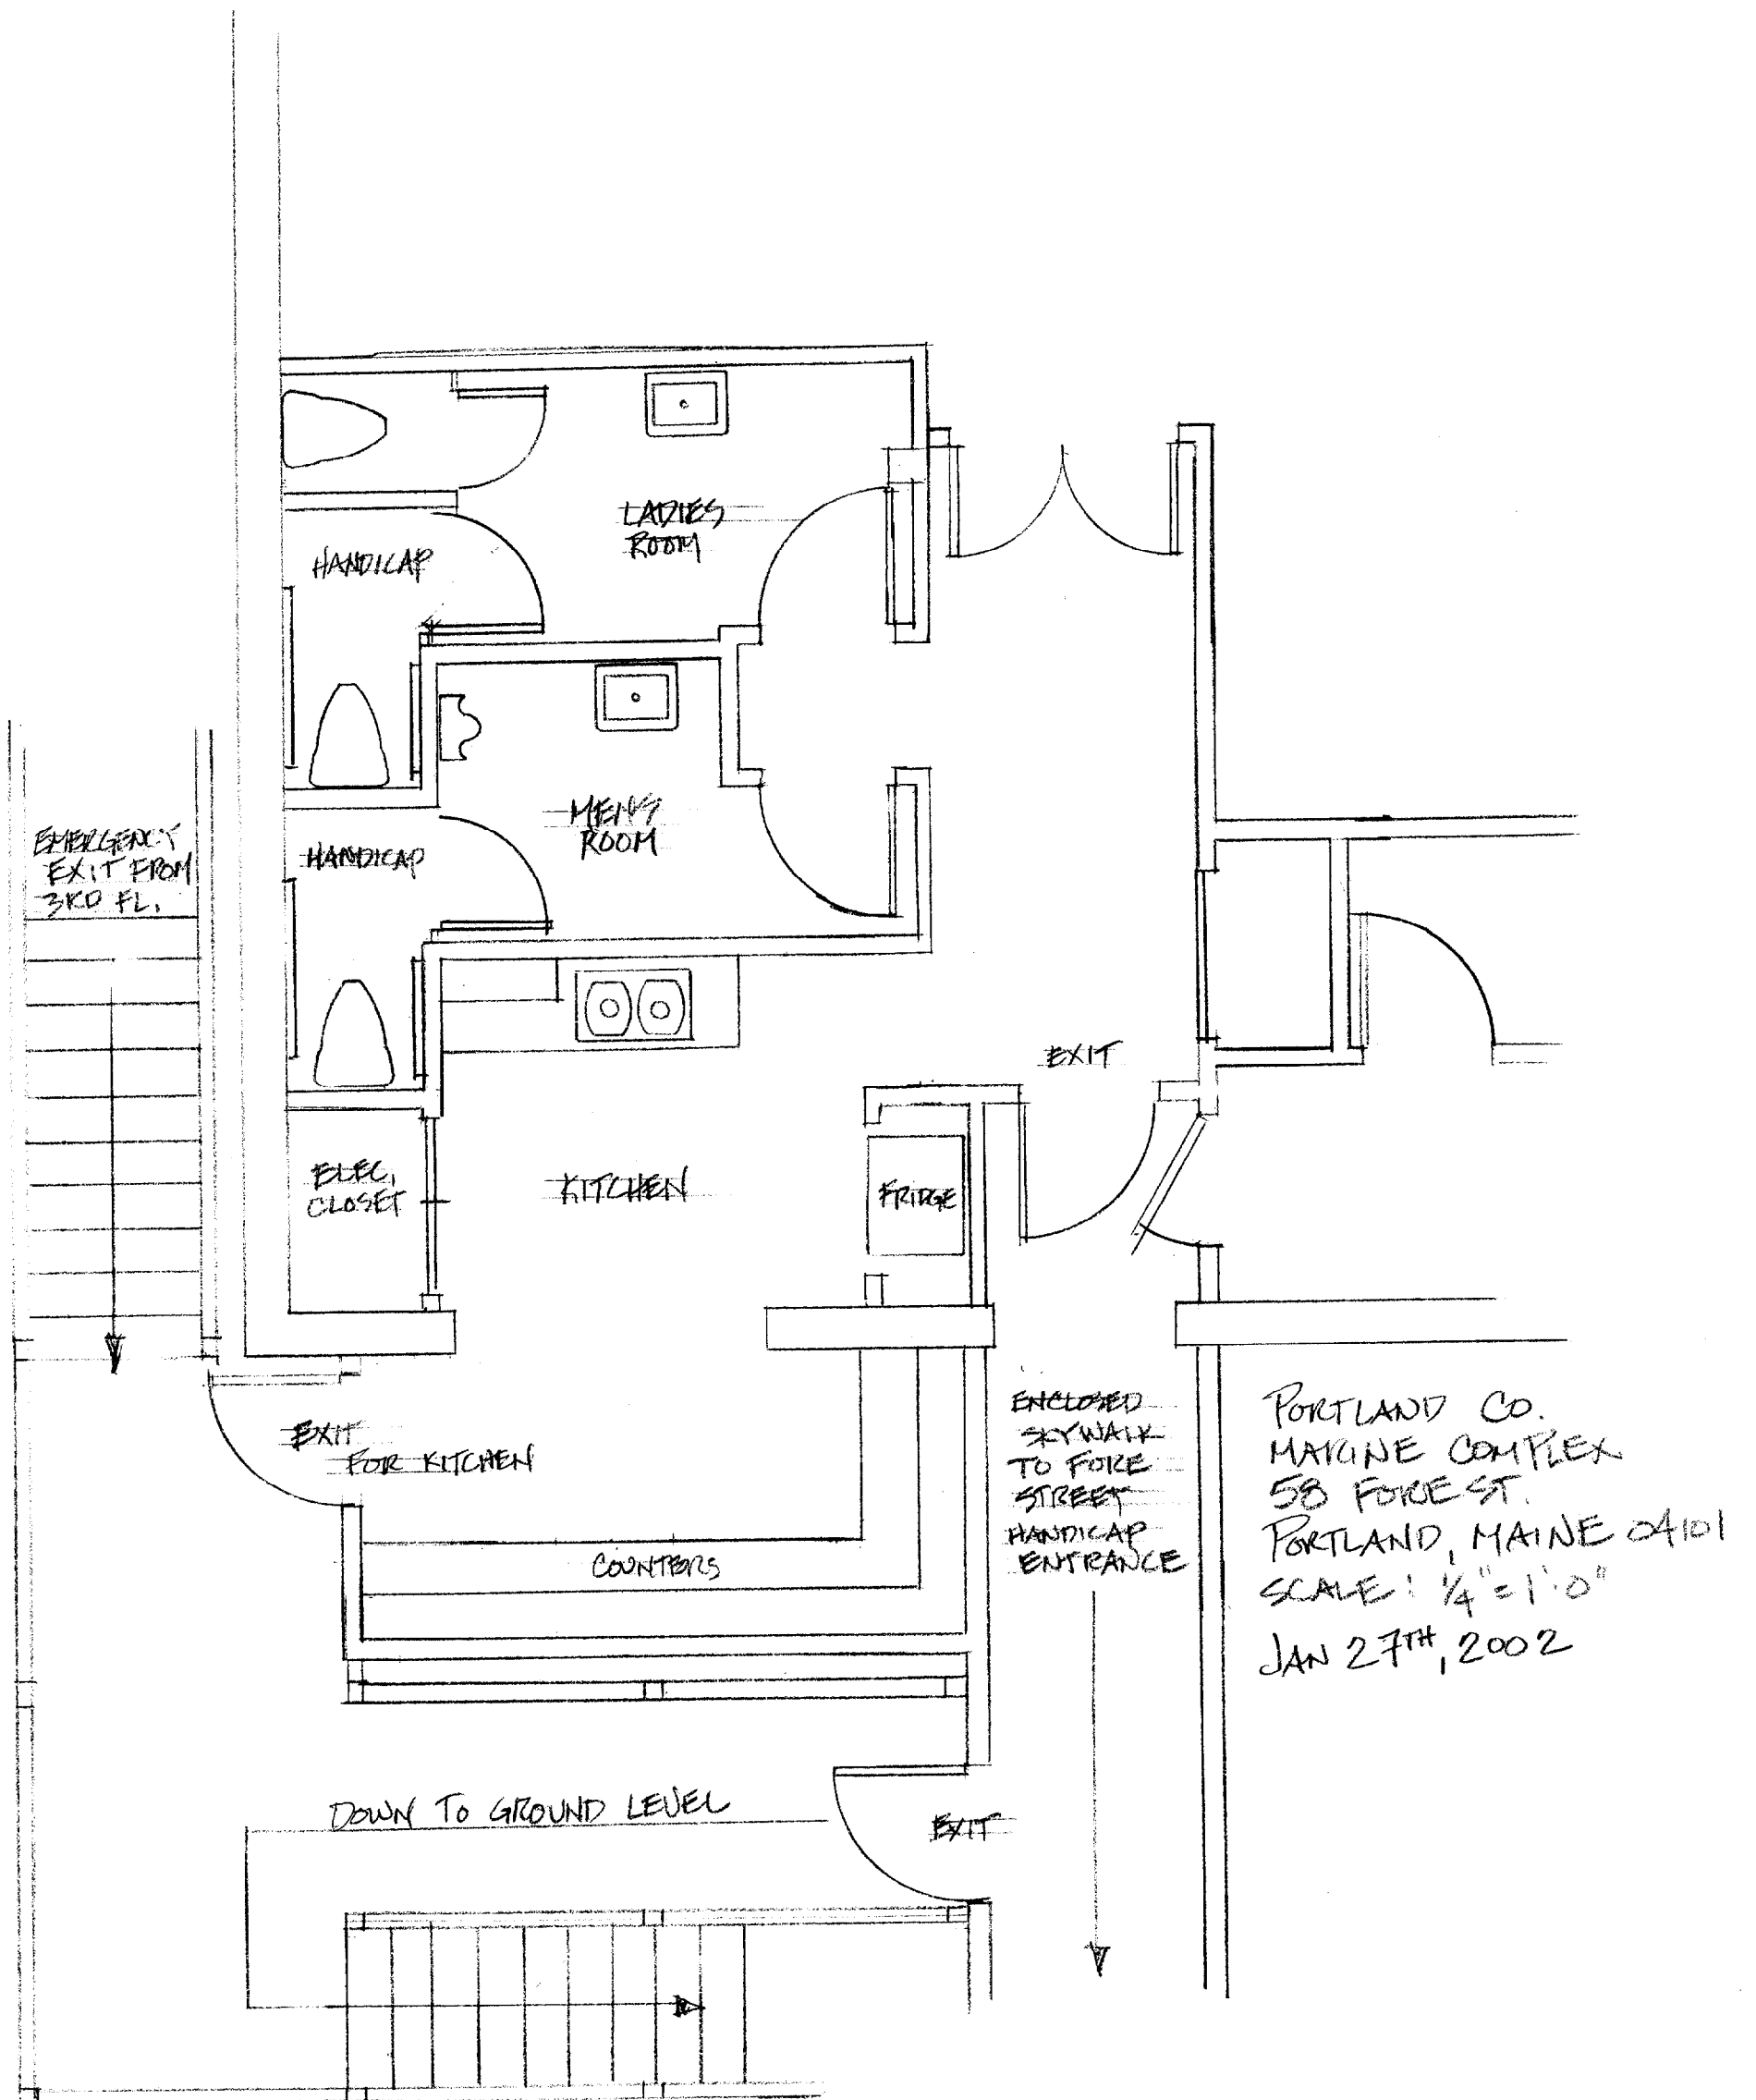 LADIES
ROOM
HANDICAP
MENS
ROOM
HANDICAP
EMERGENCY
EXIT FROM
3RD FL.
EXIT
ELEC.
CLOSET
KITCHEN
FRIDGE
EXIT
FOR KITCHEN
ENCLOSED
SKYWALK
TO FORE
STREET
HANDICAP
ENTRANCE
COUNTERS
PORTLAND CO.
MARINE COMPLEX
58 FORE ST.
PORTLAND, MAINE 04101
SCALE: 1/4" = 1'-0"
JAN 27TH, 2002
DOWN TO GROUND LEVEL
EXIT